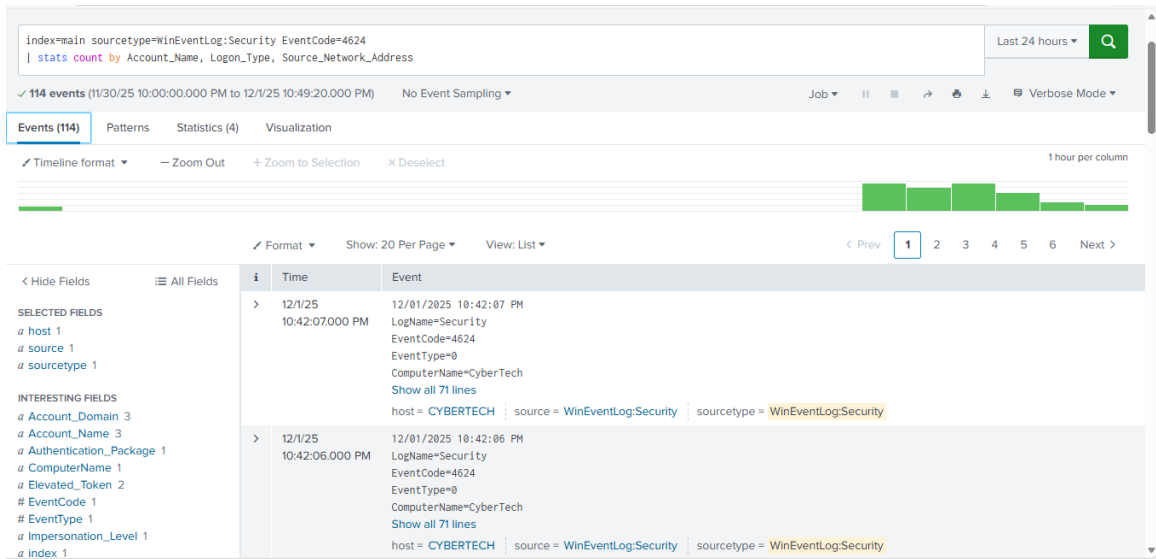 index=main sourcetype=WinEventLog:Security EventCode=4624
| stats count by Account_Name, Logon_Type, Source_Network_Address
Last 24 hours
114 events (11/30/25 10:00:00.000 PM to 12/1/25 10:49:20.000 PM)
No Event Sampling
Job
Verbose Mode
Events (114)
Patterns
Statistics (4)
Visualization
Timeline format
— Zoom Out
+ Zoom to Selection
× Deselect
1 hour per column
Format
Show: 20 Per Page
View: List
< Prev 1 2 3 4 5 6 Next >
< Hide Fields
All Fields
i Time Event
SELECTED FIELDS
a host 1
a source 1
a sourcetype 1
INTERESTING FIELDS
a Account_Domain 3
a Account_Name 3
a Authentication_Package 1
a ComputerName 1
a Elevated_Token 2
# EventCode 1
# EventType 1
a Impersonation_Level 1
a index 1
> 12/1/25
10:42:07.000 PM
12/01/2025 10:42:07 PM
LogName=Security
EventCode=4624
EventType=0
ComputerName=CyberTech
Show all 71 lines
host = CYBERTECH source = WinEventLog:Security sourcetype = WinEventLog:Security
> 12/1/25
10:42:06.000 PM
12/01/2025 10:42:06 PM
LogName=Security
EventCode=4624
EventType=0
ComputerName=CyberTech
Show all 71 lines
host = CYBERTECH source = WinEventLog:Security sourcetype = WinEventLog:Security